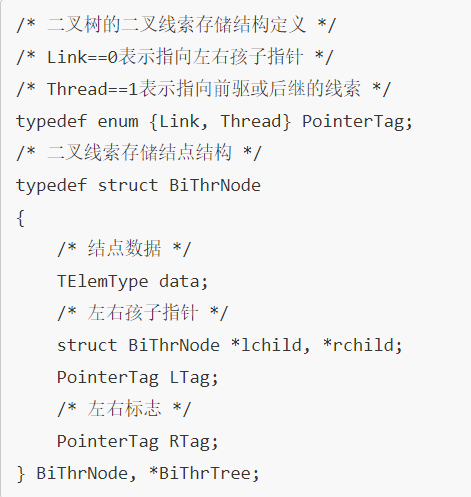 /* 二叉树的二叉线索存储结构定义 */
/* Link==0表示指向左右孩子指针 */
/* Thread==1表示指向前驱或后继的线索 */
typedef enum {Link, Thread} PointerTag;
/* 二叉线索存储结点结构 */
typedef struct BiThrNode
{
    /* 结点数据 */
    TElemType data;
    /* 左右孩子指针 */
    struct BiThrNode *lchild, *rchild;
    PointerTag LTag;
    /* 左右标志 */
    PointerTag RTag;
} BiThrNode, *BiThrTree;